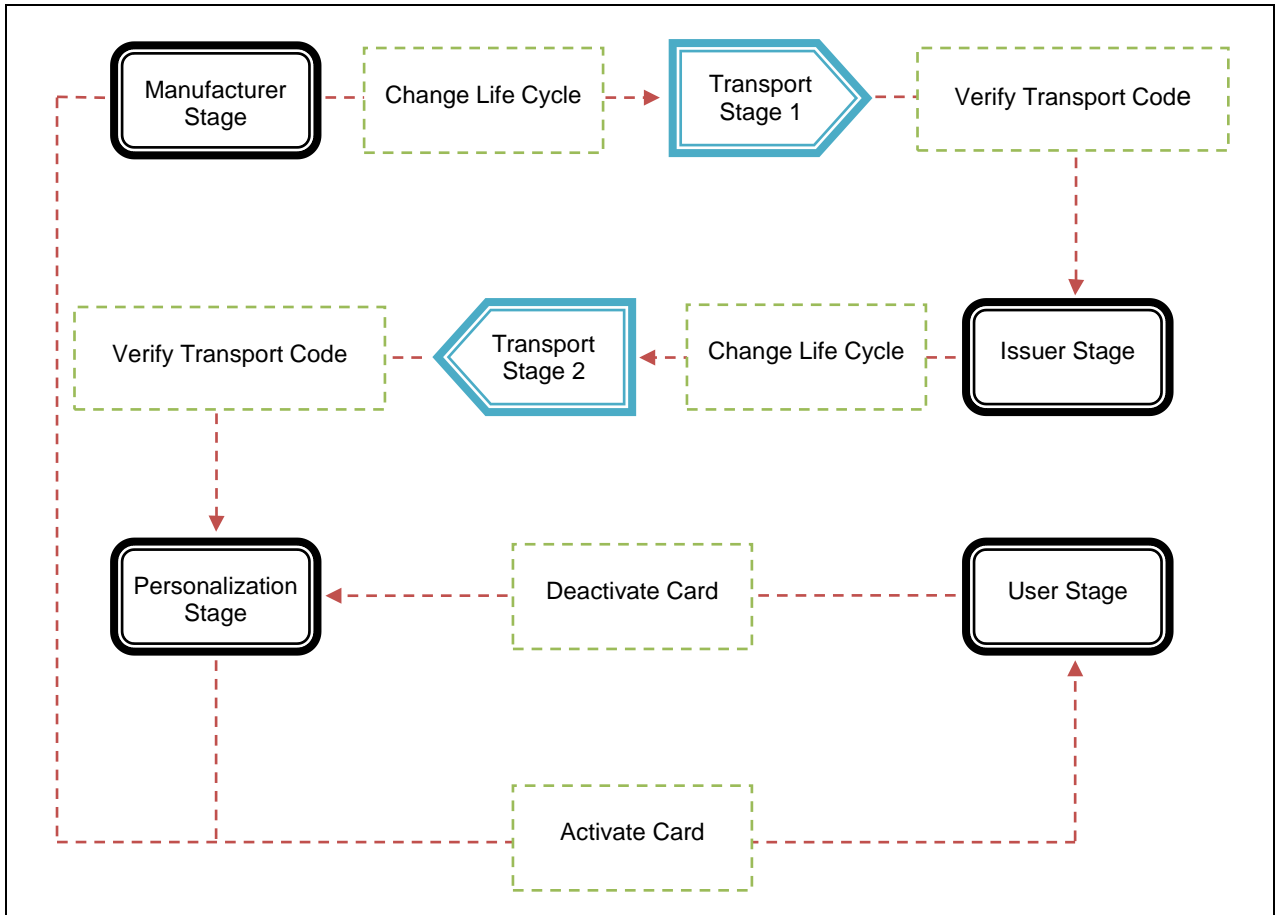 Manufacturer
Stage
Change Life Cycle
Transport
Stage 1
Verify Transport Code
Verify Transport Code
Transport
Stage 2
Change Life Cycle
Issuer Stage
Personalization
Stage
Deactivate Card
User Stage
Activate Card